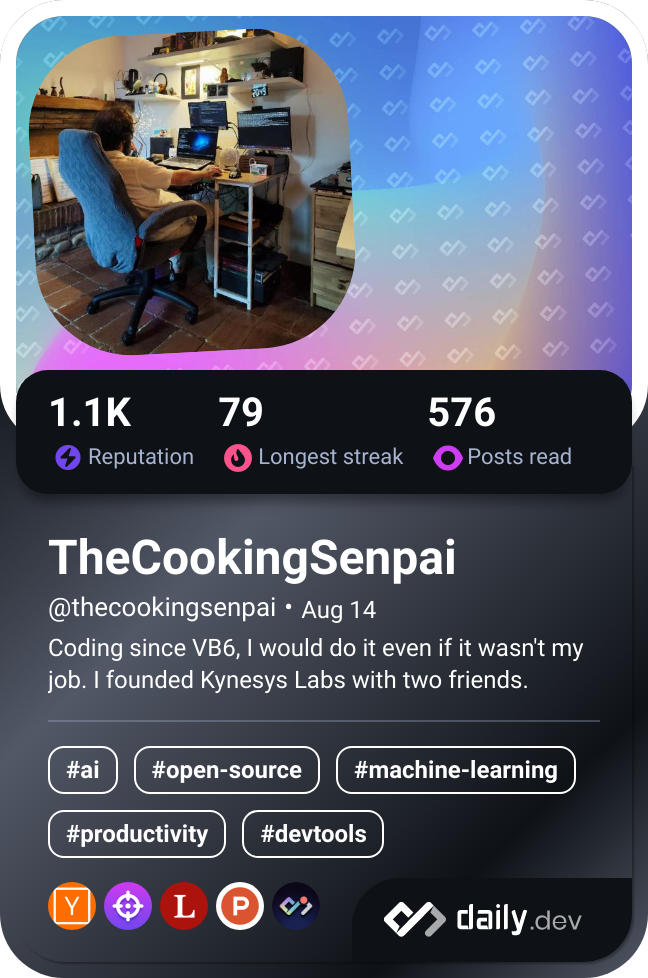 1.1K 79 576
Reputation Longest streak Posts read
TheCookingSenpai
@thecookingsenpai • Aug 14
Coding since VB6, I would do it even if it wasn't my
job. I founded Kynesys Labs with two friends.
#ai #open-source #machine-learning
#productivity #devtools
Y L P daily.dev